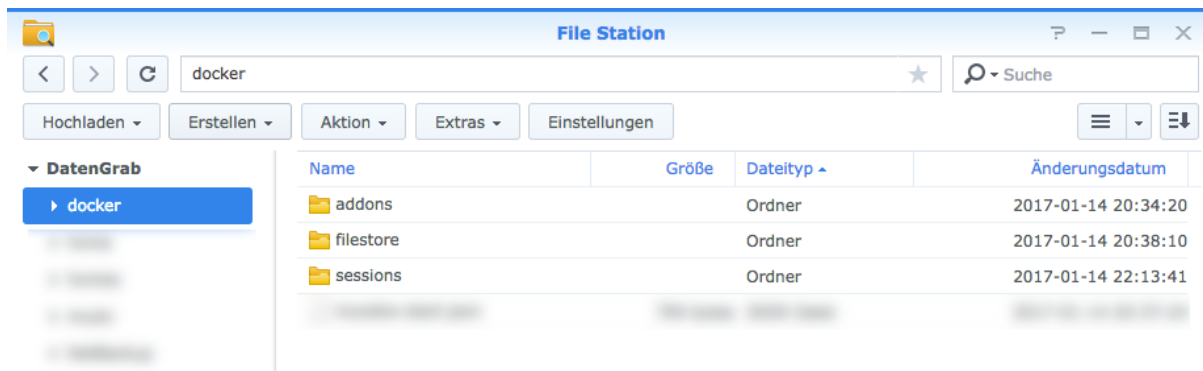 File Station
docker
Suche
Hochladen Erstellen Aktion Extras Einstellungen
DatenGrab
docker
Name Größe Dateityp Änderungsdatum
addons Ordner 2017-01-14 20:34:20
filestore Ordner 2017-01-14 20:38:10
sessions Ordner 2017-01-14 22:13:41